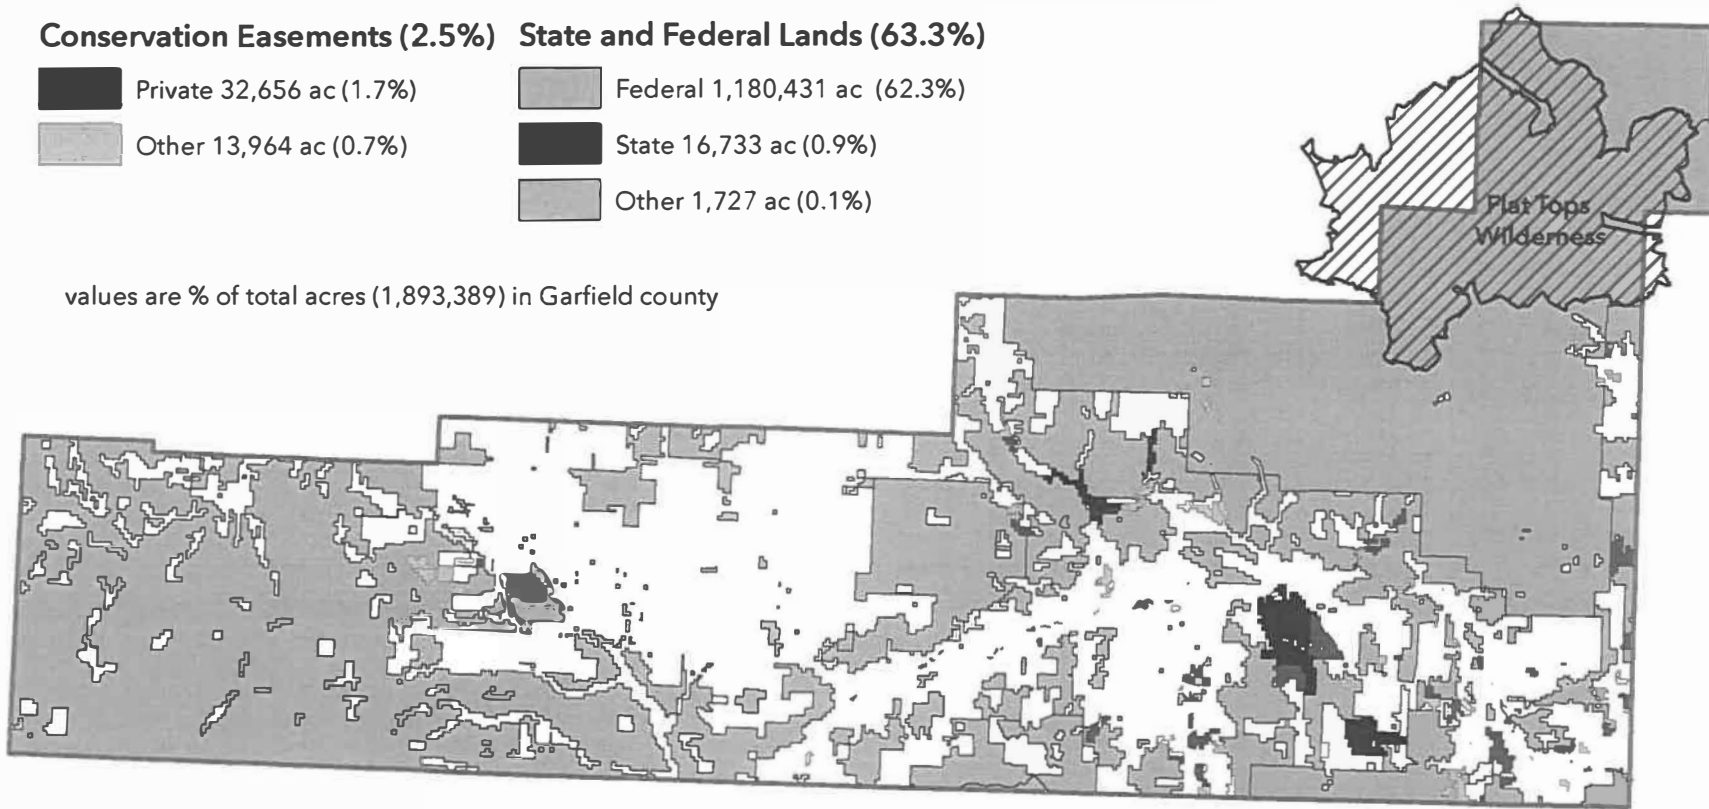 Conservation Easements (2.5%)
Private 32,656 ac (1.7%)
Other 13,964 ac (0.7%)
State and Federal Lands (63.3%)
Federal 1,180,431 ac (62.3%)
State 16,733 ac (0.9%)
Other 1,727 ac (0.1%)
values are % of total acres (1,893,389) in Garfield county
Flat Tops
Wilderness